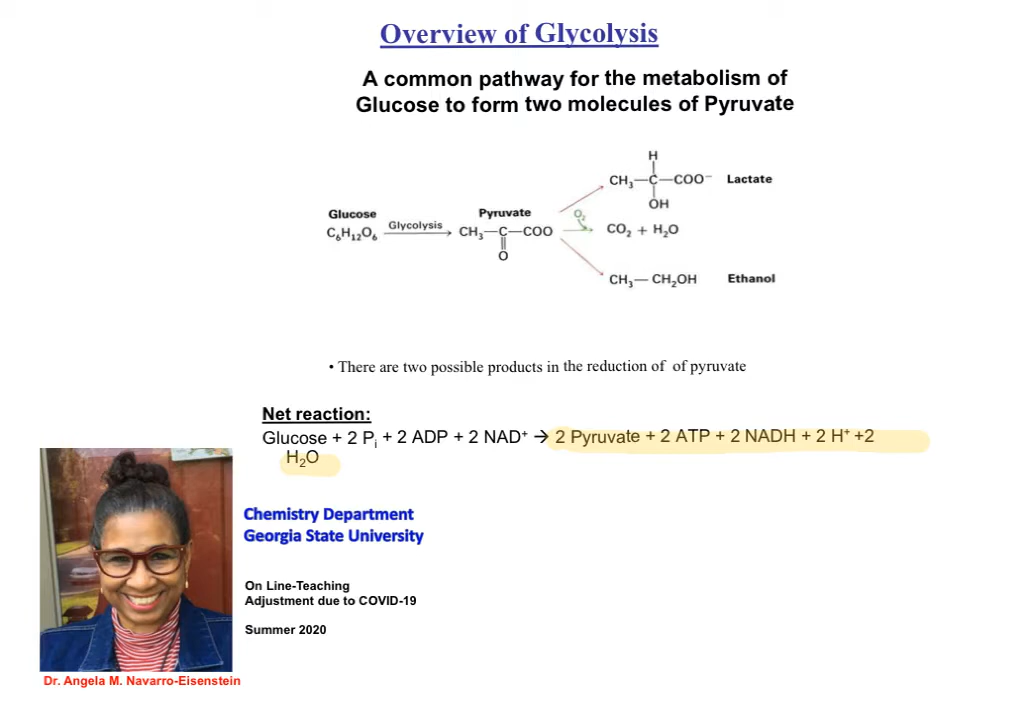 Overview of Glycolysis
A common pathway for the metabolism of
Glucose to form two molecules of Pyruvate
H
CH₃—C—COO⁻ Lactate
OH
Glucose
C₆H₁₂O₆
Glycolysis
Pyruvate
CH₃—C—COO
O
O₂
CO₂ + H₂O
CH₃— CH₂OH Ethanol
• There are two possible products in the reduction of of pyruvate
Net reaction:
Glucose + 2 Pᵢ + 2 ADP + 2 NAD⁺ → 2 Pyruvate + 2 ATP + 2 NADH + 2 H⁺ +2
H₂O
Chemistry Department
Georgia State University
On Line-Teaching
Adjustment due to COVID-19
Summer 2020
Dr. Angela M. Navarro-Eisenstein